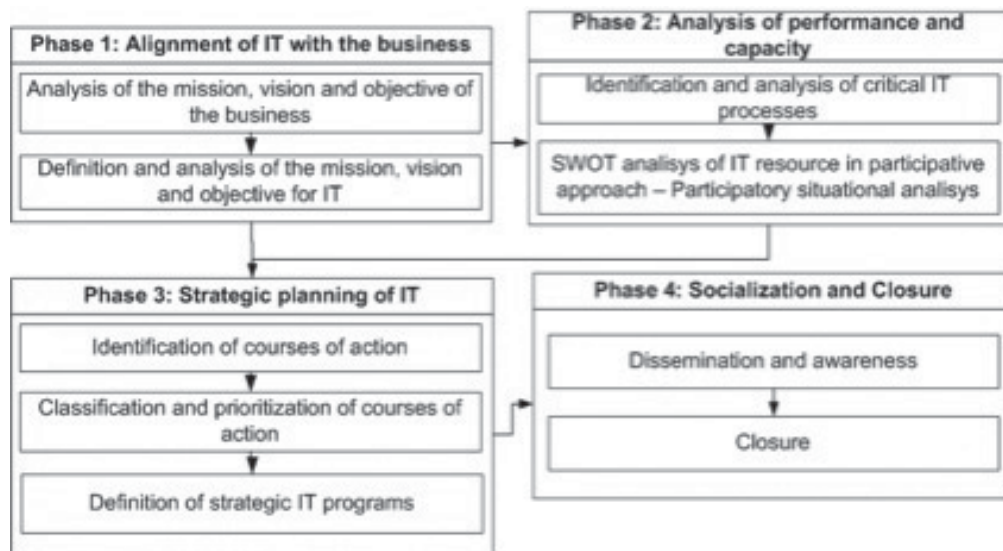 Phase 1: Alignment of IT with the business
Analysis of the mission, vision and objective of
the business
Definition and analysis of the mission, vision
and objective for IT
Phase 2: Analysis of performance and
capacity
Identification and analysis of critical IT
processes
SWOT analisys of IT resource in participative
approach – Participatory situational analisys
Phase 3: Strategic planning of IT
Identification of courses of action
Classification and prioritization of courses of
action
Definition of strategic IT programs
Phase 4: Socialization and Closure
Dissemination and awareness
Closure